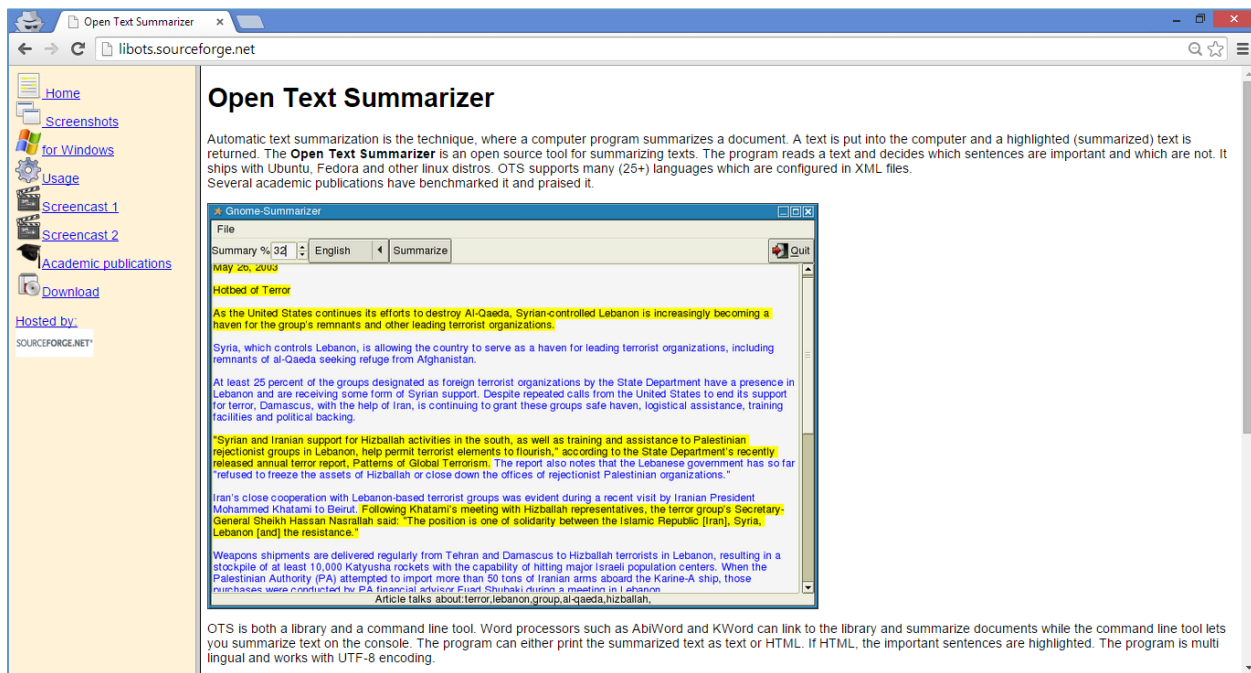 Open Text Summarizer
libots.sourceforge.net
Home
Screenshots
for Windows
Usage
Screencast 1
Screencast 2
Academic publications
Download
Hosted by:
SOURCEFORGE.NET®
Open Text Summarizer
Automatic text summarization is the technique, where a computer program summarizes a document. A text is put into the computer and a highlighted (summarized) text is
returned. The Open Text Summarizer is an open source tool for summarizing texts. The program reads a text and decides which sentences are important and which are not. It
ships with Ubuntu, Fedora and other linux distros. OTS supports many (25+) languages which are configured in XML files.
Several academic publications have benchmarked it and praised it.
Gnome-Summarizer
File
Summary % 32 English Summarize Quit
May 26, 2003
Hotbed of Terror
As the United States continues its efforts to destroy Al-Qaeda, Syrian-controlled Lebanon is increasingly becoming a
haven for the group's remnants and other leading terrorist organizations.
Syria, which controls Lebanon, is allowing the country to serve as a haven for leading terrorist organizations, including
remnants of al-Qaeda seeking refuge from Afghanistan.
At least 25 percent of the groups designated as foreign terrorist organizations by the State Department have a presence in
Lebanon and are receiving some form of Syrian support. Despite repeated calls from the United States to end its support
for terror, Damascus, with the help of Iran, is continuing to grant these groups safe haven, logistical assistance, training
facilities and political backing.
"Syrian and Iranian support for Hizballah activities in the south, as well as training and assistance to Palestinian
rejectionist groups in Lebanon, help permit terrorist elements to flourish," according to the State Department's recently
released annual terror report, Patterns of Global Terrorism. The report also notes that the Lebanese government has so far
"refused to freeze the assets of Hizballah or close down the offices of rejectionist Palestinian organizations."
Iran's close cooperation with Lebanon-based terrorist groups was evident during a recent visit by Iranian President
Mohammed Khatami to Beirut. Following Khatami's meeting with Hizballah representatives, the terror group's Secretary-
General Sheikh Hassan Nasrallah said: "The position is one of solidarity between the Islamic Republic [Iran], Syria,
Lebanon [and] the resistance."
Weapons shipments are delivered regularly from Tehran and Damascus to Hizballah terrorists in Lebanon, resulting in a
stockpile of at least 10,000 Katyusha rockets with the capability of hitting major Israeli population centers. When the
Palestinian Authority (PA) attempted to import more than 50 tons of Iranian arms aboard the Karine-A ship, those
purchases were conducted by PA financial advisor Fuad Shubaki during a meeting in Lebanon.
Article talks about:terror,lebanon,group,al-qaeda,hizballah,
OTS is both a library and a command line tool. Word processors such as AbiWord and KWord can link to the library and summarize documents while the command line tool lets
you summarize text on the console. The program can either print the summarized text as text or HTML. If HTML, the important sentences are highlighted. The program is multi
lingual and works with UTF-8 encoding.